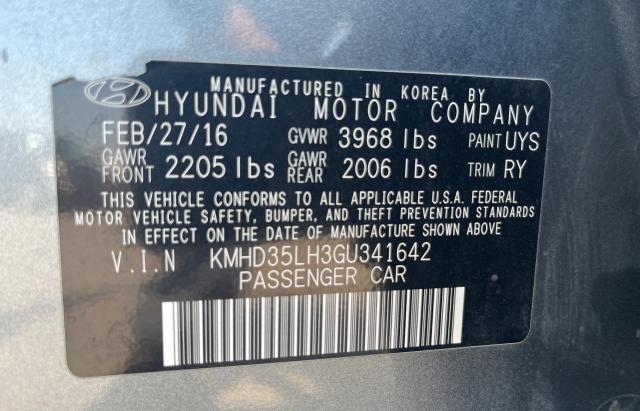 MANUFACTURED IN KOREA BY
HYUNDAI MOTOR COMPANY
FEB/27/16 GVWR 3968 lbs PAINT UYS
GAWR FRONT 2205 lbs GAWR REAR 2006 lbs TRIM RY
THIS VEHICLE CONFORMS TO ALL APPLICABLE U.S.A. FEDERAL
MOTOR VEHICLE SAFETY, BUMPER, AND THEFT PREVENTION STANDARDS
IN EFFECT ON THE DATE OF MANUFACTURE SHOWN ABOVE
V.I.N KMHD35LH3GU341642
PASSENGER CAR